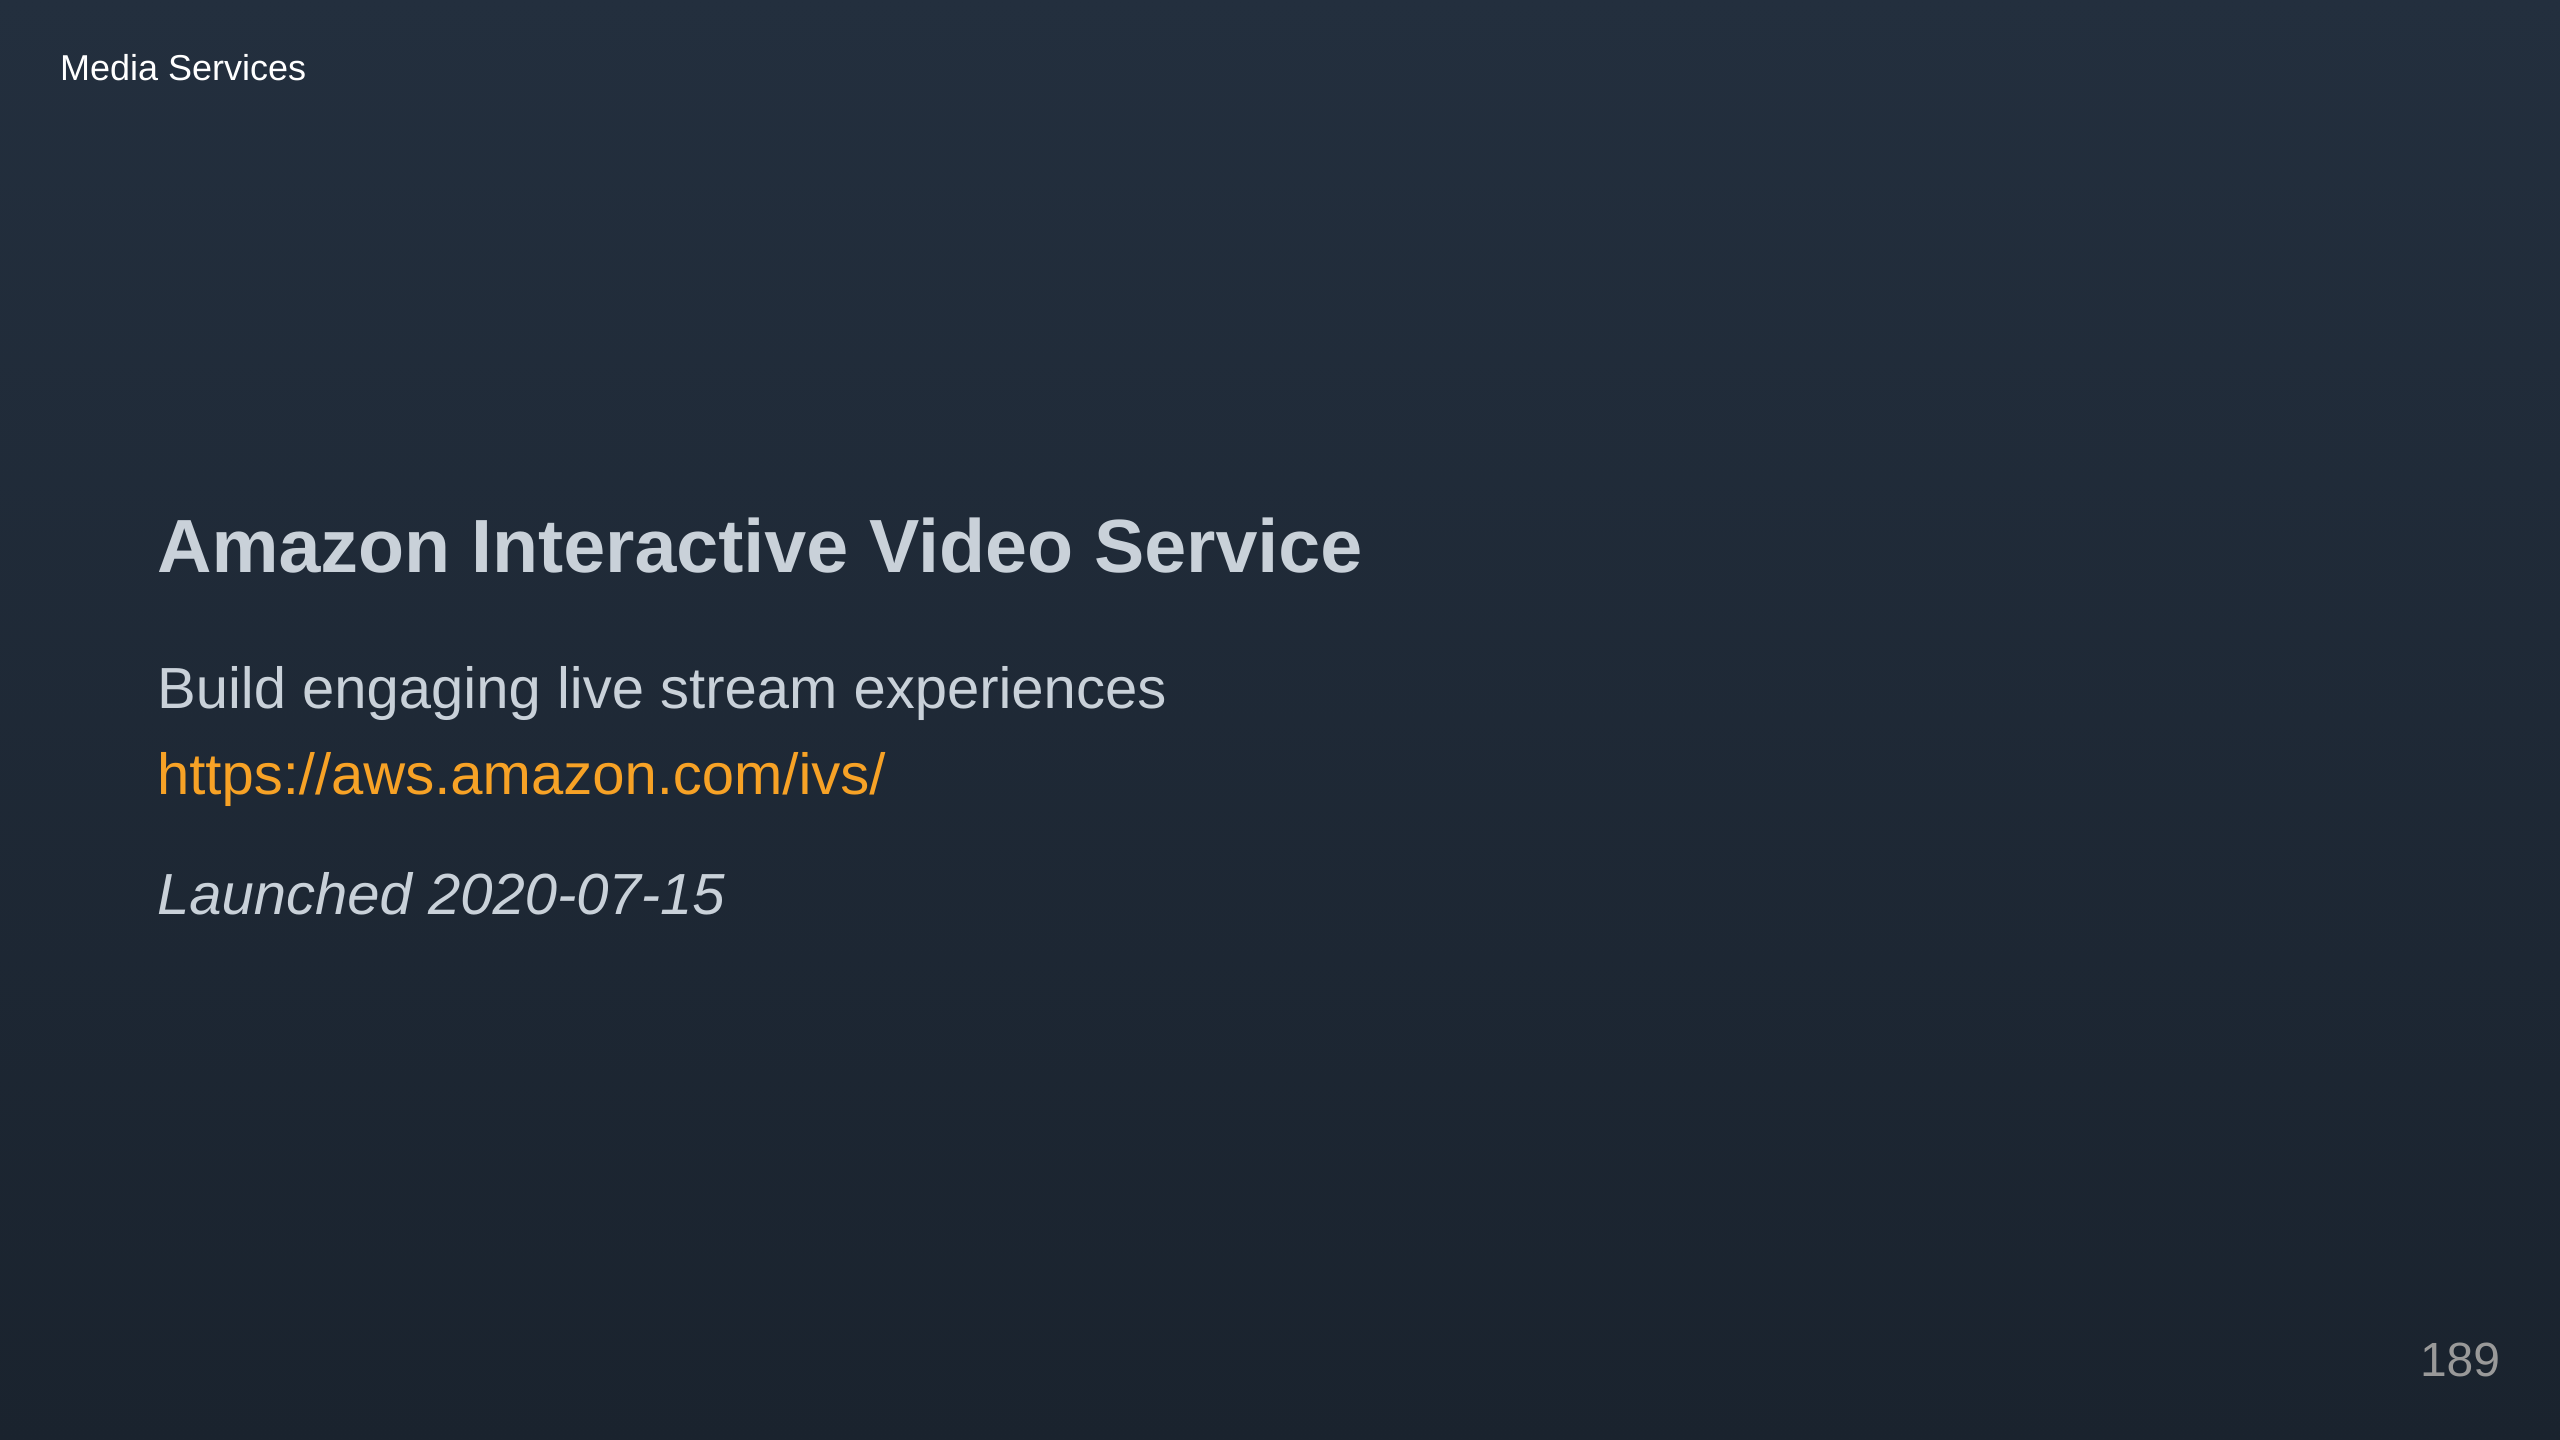 Media Services
Amazon Interactive Video Service
Build engaging live stream experiences
https://aws.amazon.com/ivs/
Launched 2020-07-15
189